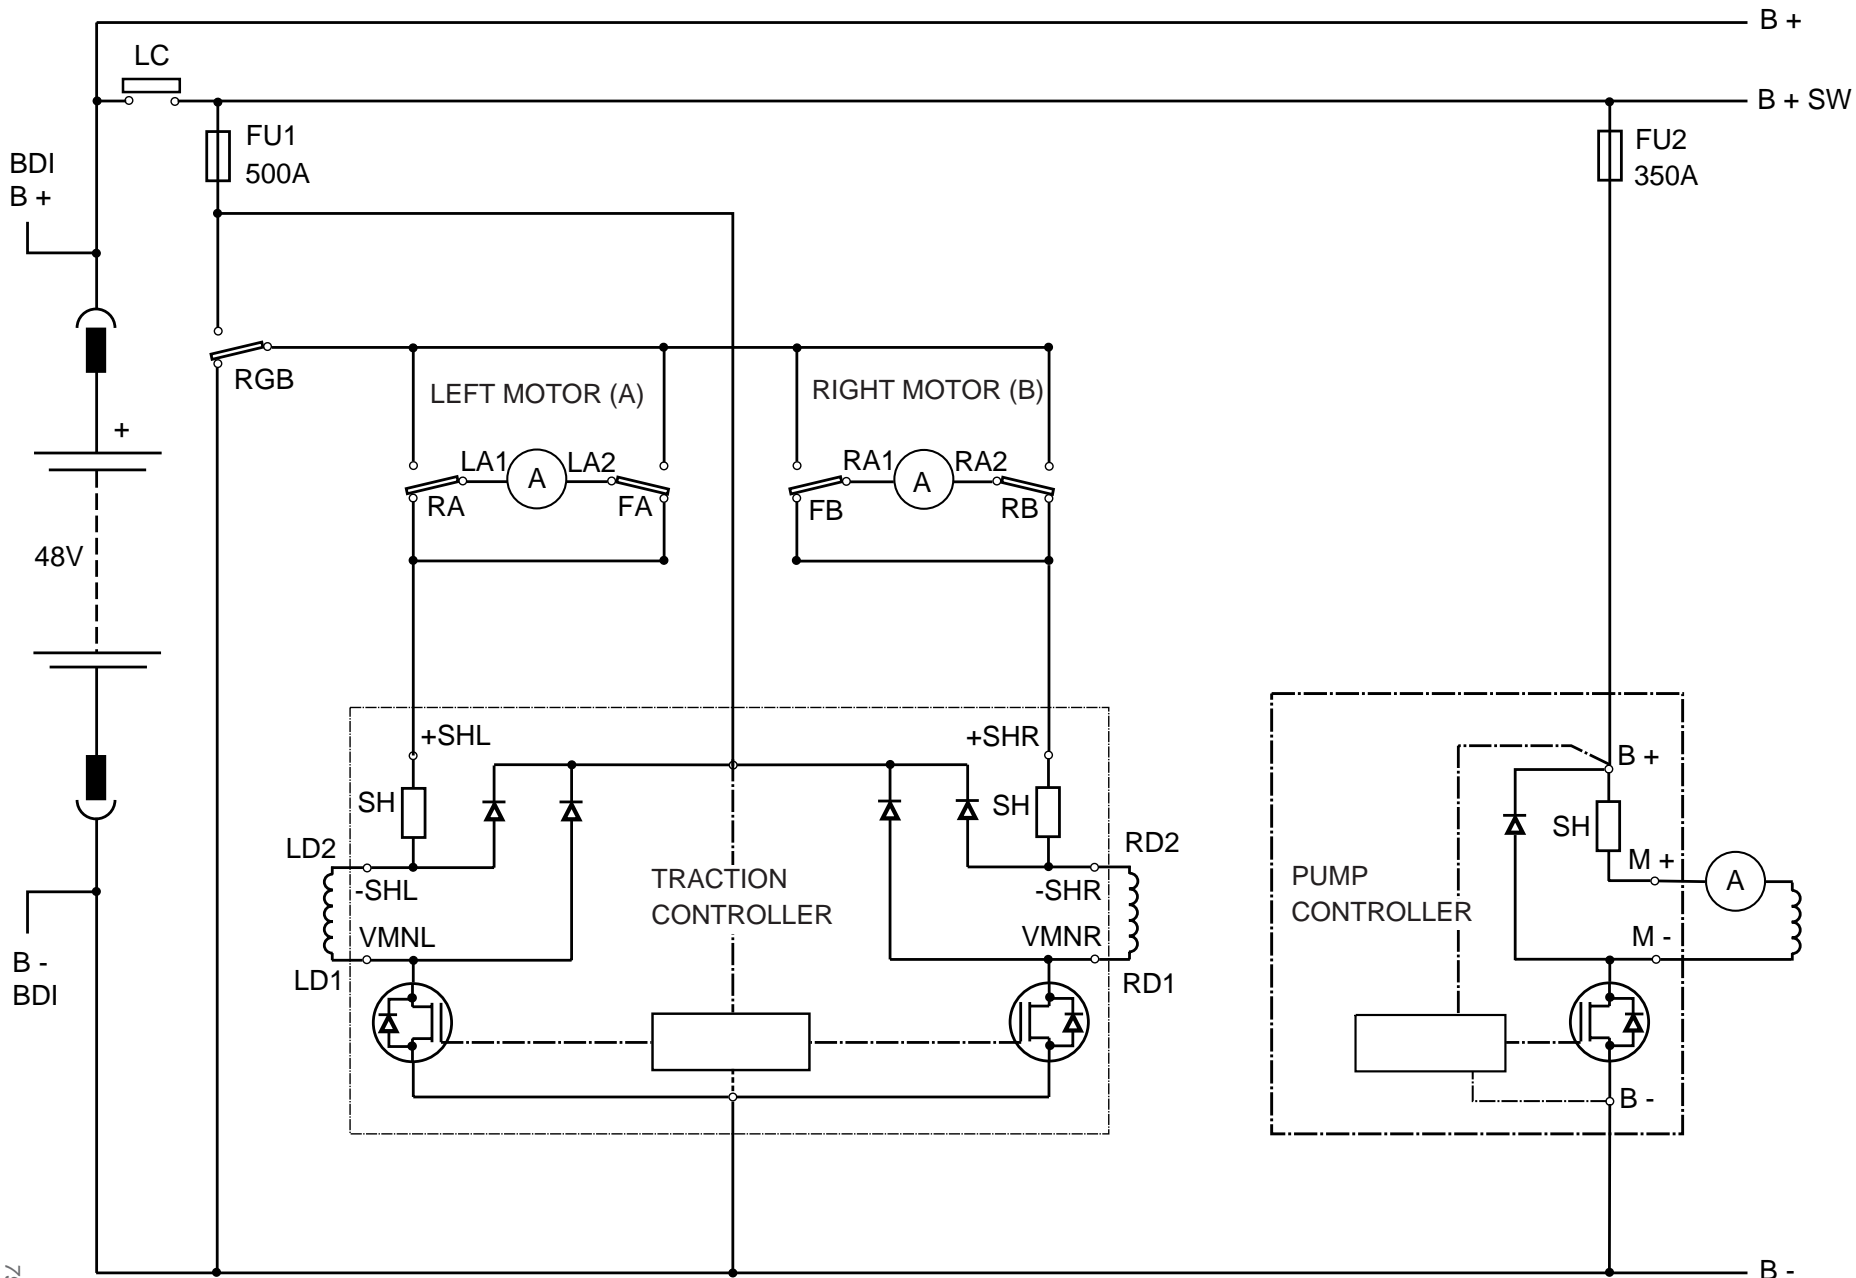 B +
LC
B + SW
FU1
500A
FU2
350A
BDI
B +
RGB
LEFT MOTOR (A)
RIGHT MOTOR (B)
+
LA1
A
LA2
RA
FA
RA1
A
RA2
FB
RB
48V
+SHL
+SHR
B +
SH
SH
SH
LD2
RD2
-SHL
-SHR
TRACTION
CONTROLLER
PUMP
CONTROLLER
M +
A
VMNL
VMNR
M -
LD1
RD1
B -
BDI
B -
B -